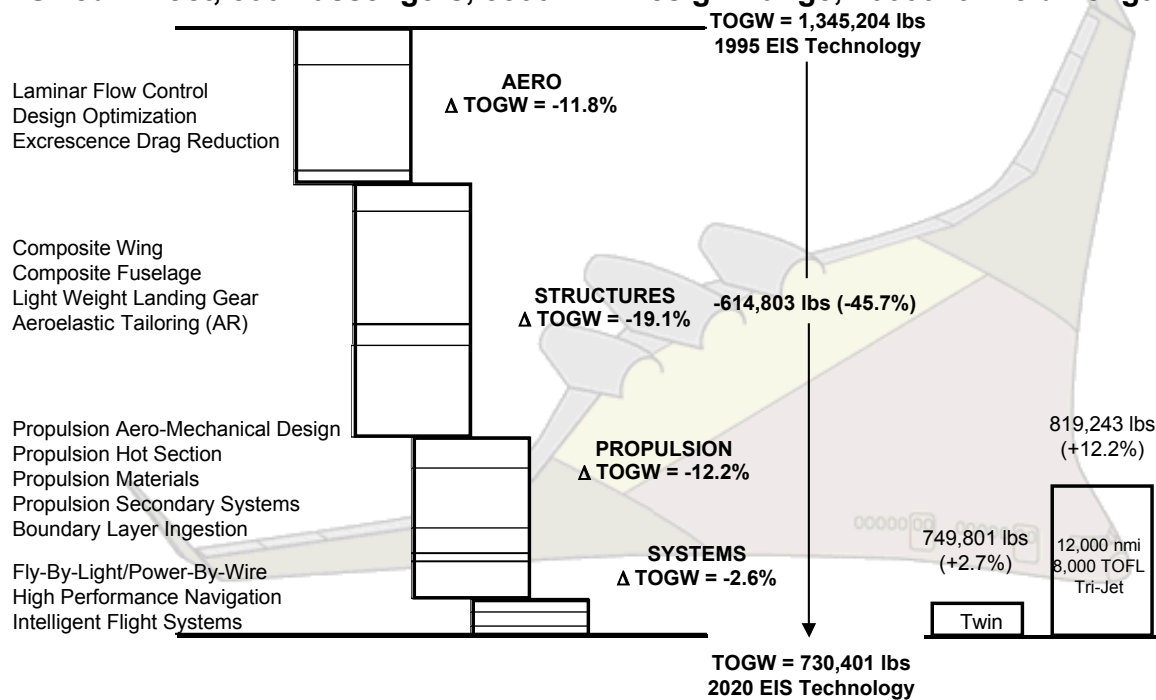 TOGW = 1,345,204 lbs
1995 EIS Technology
Laminar Flow Control
Design Optimization
Excrescence Drag Reduction
AERO
Δ TOGW = -11.8%
Composite Wing
Composite Fuselage
Light Weight Landing Gear
Aeroelastic Tailoring (AR)
STRUCTURES
Δ TOGW = -19.1%
-614,803 lbs (-45.7%)
Propulsion Aero-Mechanical Design
Propulsion Hot Section
Propulsion Materials
Propulsion Secondary Systems
Boundary Layer Ingestion
PROPULSION
Δ TOGW = -12.2%
Fly-By-Light/Power-By-Wire
High Performance Navigation
Intelligent Flight Systems
SYSTEMS
Δ TOGW = -2.6%
749,801 lbs
(+2.7%)
Twin
819,243 lbs
(+12.2%)
12,000 nmi
8,000 TOFL
Tri-Jet
TOGW = 730,401 lbs
2020 EIS Technology